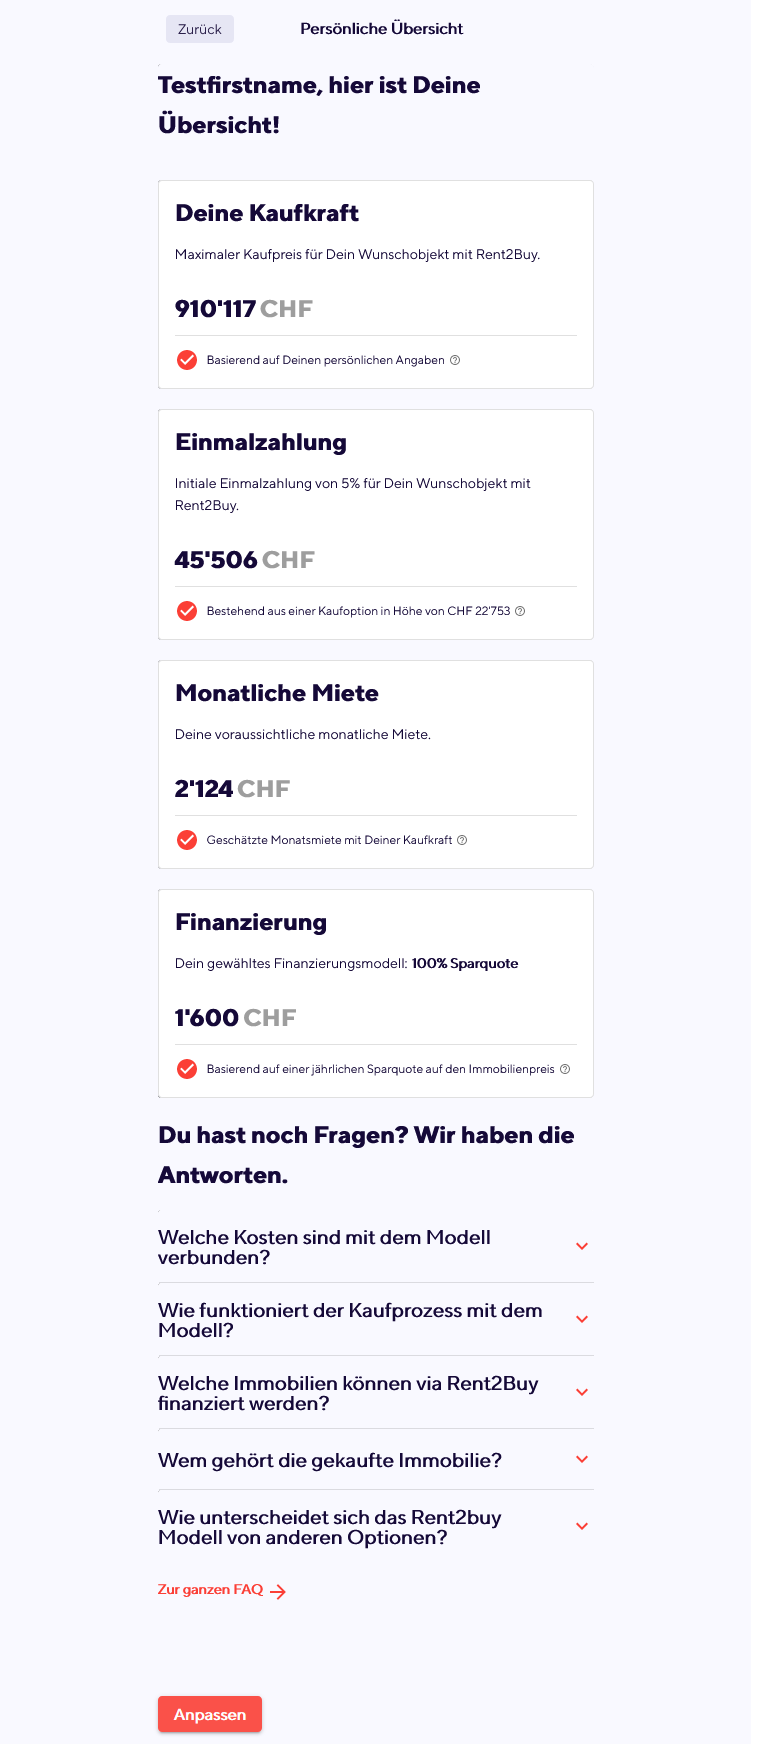 Zurück
Persönliche Übersicht
Testfirstname, hier ist Deine
Übersicht!
Deine Kaufkraft
Maximaler Kaufpreis für Dein Wunschobjekt mit Rent2Buy.
910'117 CHF
Basierend auf Deinen persönlichen Angaben
Einmalzahlung
Initiale Einmalzahlung von 5% für Dein Wunschobjekt mit
Rent2Buy.
45'506 CHF
Bestehend aus einer Kaufoption in Höhe von CHF 22'753
Monatliche Miete
Deine voraussichtliche monatliche Miete.
2'124 CHF
Geschätzte Monatsmiete mit Deiner Kaufkraft
Finanzierung
Dein gewähltes Finanzierungsmodell: 100% Sparquote
1'600 CHF
Basierend auf einer jährlichen Sparquote auf den Immobilienpreis
Du hast noch Fragen? Wir haben die
Antworten.
Welche Kosten sind mit dem Modell
verbunden?
Wie funktioniert der Kaufprozess mit dem
Modell?
Welche Immobilien können via Rent2Buy
finanziert werden?
Wem gehört die gekaufte Immobilie?
Wie unterscheidet sich das Rent2buy
Modell von anderen Optionen?
Zur ganzen FAQ
Anpassen